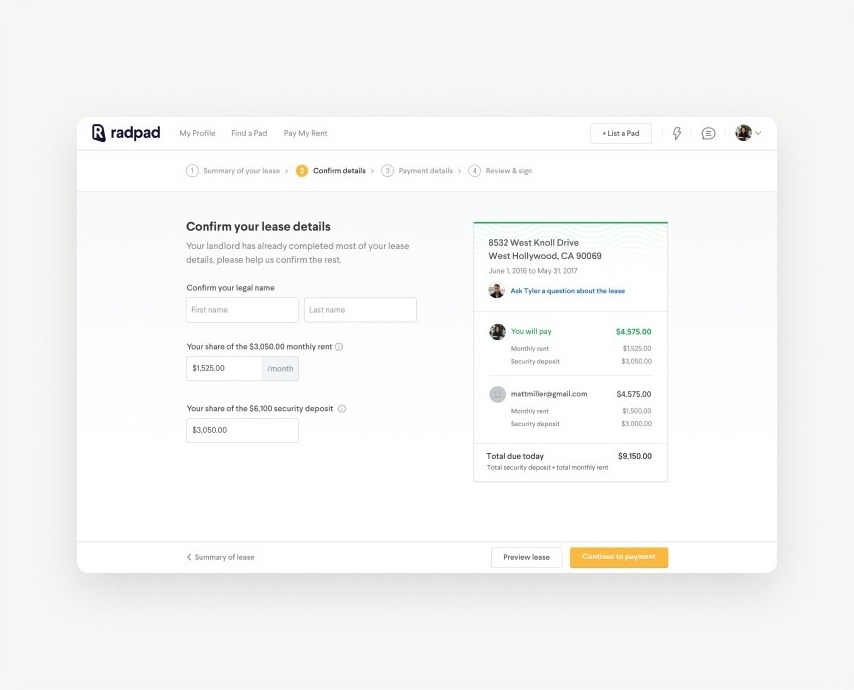 radpad
My Profile
Find a Pad
Pay My Rent
+ List a Pad
1 Summary of your lease
2 Confirm details
3 Payment details
4 Review & sign
Confirm your lease details
Your landlord has already completed most of your lease
details, please help us confirm the rest.
Confirm your legal name
First name
Last name
Your share of the $3,050.00 monthly rent
$1,525.00 /month
Your share of the $6,100 security deposit
$3,050.00
8532 West Knoll Drive
West Hollywood, CA 90069
June 1, 2016 to May 31, 2017
Ask Tyler a question about the lease
You will pay $4,575.00
Monthly rent $1,525.00
Security deposit $3,050.00
mattmiller@gmail.com $4,575.00
Monthly rent $1,500.00
Security deposit $3,000.00
Total due today $9,150.00
Total security deposit + total monthly rent
Summary of lease
Preview lease
Continue to payment